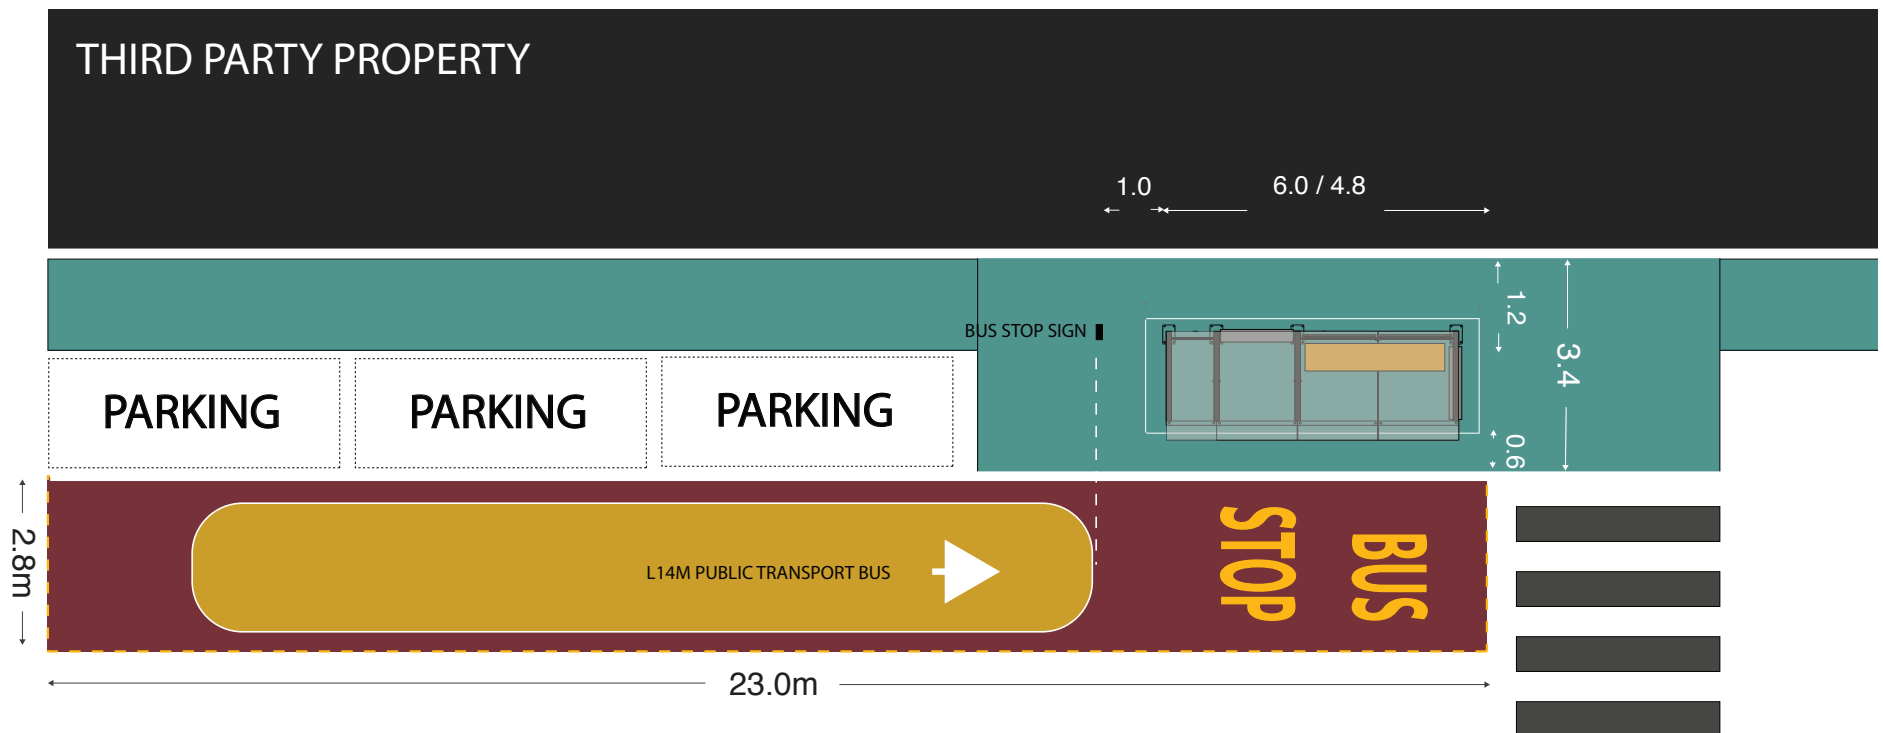 THIRD PARTY PROPERTY
1.0
6.0 / 4.8
1.2
3.4
0.6
BUS STOP SIGN
PARKING
PARKING
PARKING
2.8m
L14M PUBLIC TRANSPORT BUS
BUS
STOP
23.0m